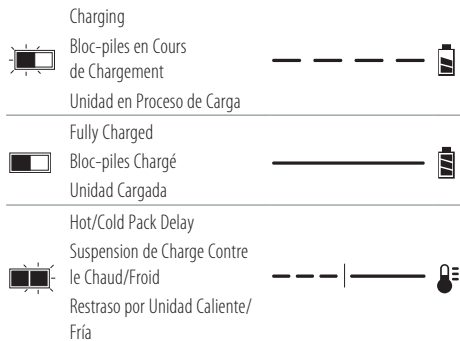 Charging
Bloc-piles en Cours
de Chargement
Unidad en Proceso de Carga
Fully Charged
Bloc-piles Chargé
Unidad Cargada
Hot/Cold Pack Delay
Suspension de Charge Contre
le Chaud/Froid
Restraso por Unidad Caliente/
Fría